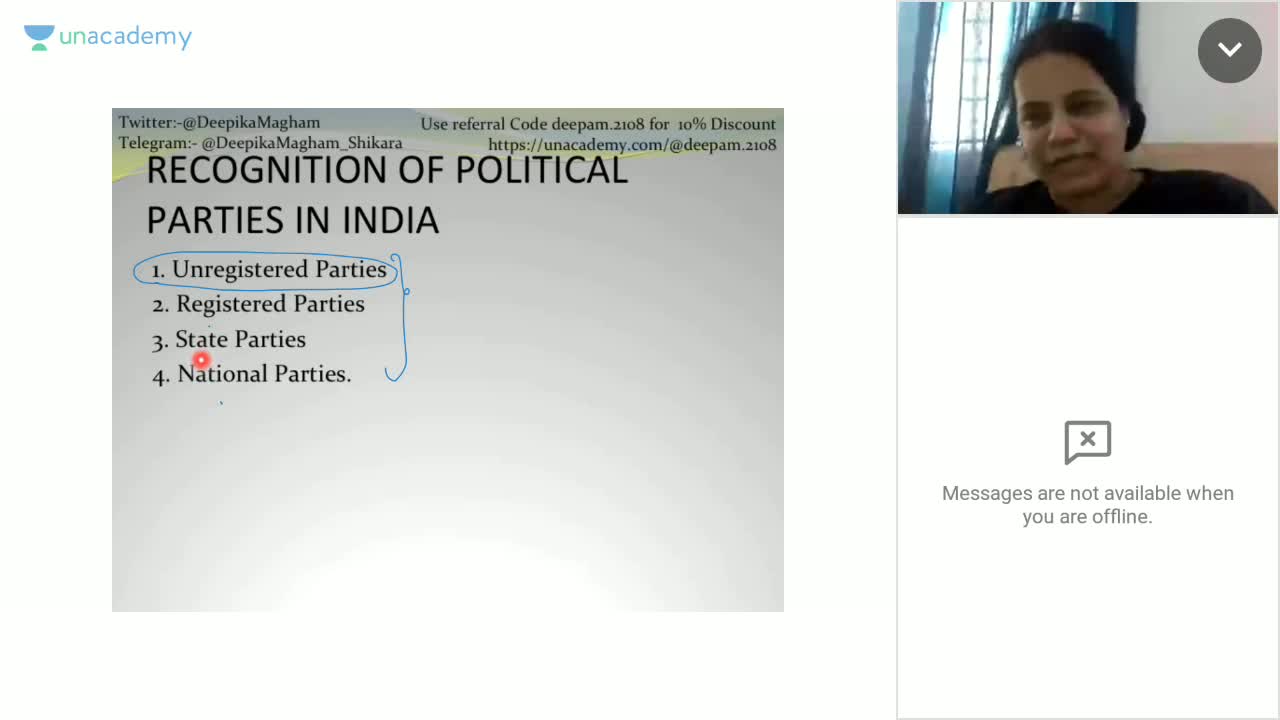 unacademy
Twitter:-@DeepikaMagham
Use referral Code deepam.2108 for 10% Discount
Telegram:- @DeepikaMagham_Shikara
https://unacademy.com/@deepam.2108
RECOGNITION OF POLITICAL
PARTIES IN INDIA
1. Unregistered Parties
2. Registered Parties
3. State Parties
4. National Parties.
Messages are not available when
you are offline.